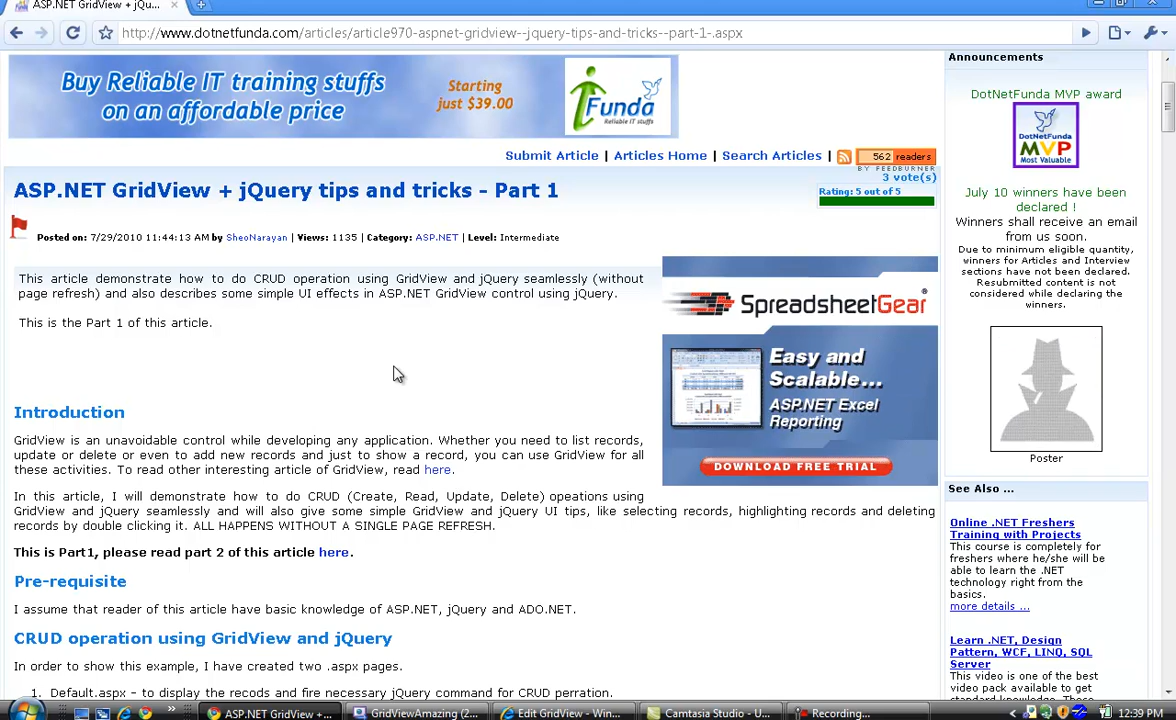 ASP.NET GridView + jQu...
http://www.dotnetfunda.com/articles/article970-aspnet-gridview--jquery-tips-and-tricks--part-1-.aspx
Buy Reliable IT training stuffs
on an affordable price
Starting
just $39.00
iFunda
Reliable IT stuffs
Submit Article | Articles Home | Search Articles |
562 readers
BY FEEDBURNER
ASP.NET GridView + jQuery tips and tricks - Part 1
3 vote(s)
Rating: 5 out of 5
Posted on: 7/29/2010 11:44:13 AM by SheoNarayan | Views: 1135 | Category: ASP.NET | Level: Intermediate
This article demonstrate how to do CRUD operation using GridView and jQuery seamlessly (without
page refresh) and also describes some simple UI effects in ASP.NET GridView control using jQuery.
This is the Part 1 of this article.
SpreadsheetGear®
Easy and
Scalable...
ASP.NET Excel
Reporting
DOWNLOAD FREE TRIAL
Introduction
GridView is an unavoidable control while developing any application. Whether you need to list records,
update or delete or even to add new records and just to show a record, you can use GridView for all
these activities. To read other interesting article of GridView, read here.
In this article, I will demonstrate how to do CRUD (Create, Read, Update, Delete) opeations using
GridView and jQuery seamlessly and will also give some simple GridView and jQuery UI tips, like selecting records, highlighting records and deleting
records by double clicking it. ALL HAPPENS WITHOUT A SINGLE PAGE REFRESH.
This is Part1, please read part 2 of this article here.
Pre-requisite
I assume that reader of this article have basic knowledge of ASP.NET, jQuery and ADO.NET.
CRUD operation using GridView and jQuery
In order to show this example, I have created two .aspx pages.
1. Default.aspx - to display the recods and fire necessary jQuery command for CRUD perration.
Announcements
DotNetFunda MVP award
DotNetFunda
MVP
Most Valuable
July 10 winners have been
declared !
Winners shall receive an email
from us soon.
Due to minimum eligible quantity,
winners for Articles and Interview
sections have not been declared.
Resubmitted content is not
considered while declaring the
winners.
Poster
See Also ...
Online .NET Freshers
Training with Projects
This course is completely for
freshers where he/she will be
able to learn the .NET
technology right from the
basics.
more details ...
Learn .NET, Design
Pattern, WCF, LINQ, SQL
Server
This video is one of the best
video pack available to get
ASP.NET GridView +...
GridViewAmazing (2...
Edit GridView - Win...
Camtasia Studio - U...
Recording...
12:39 PM